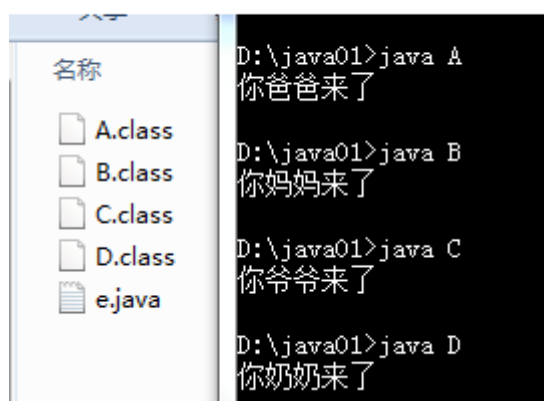 名称
A.class
B.class
C.class
D.class
e.java
D:\java01>java A
你爸爸来了
D:\java01>java B
你妈妈来了
D:\java01>java C
你爷爷来了
D:\java01>java D
你奶奶来了